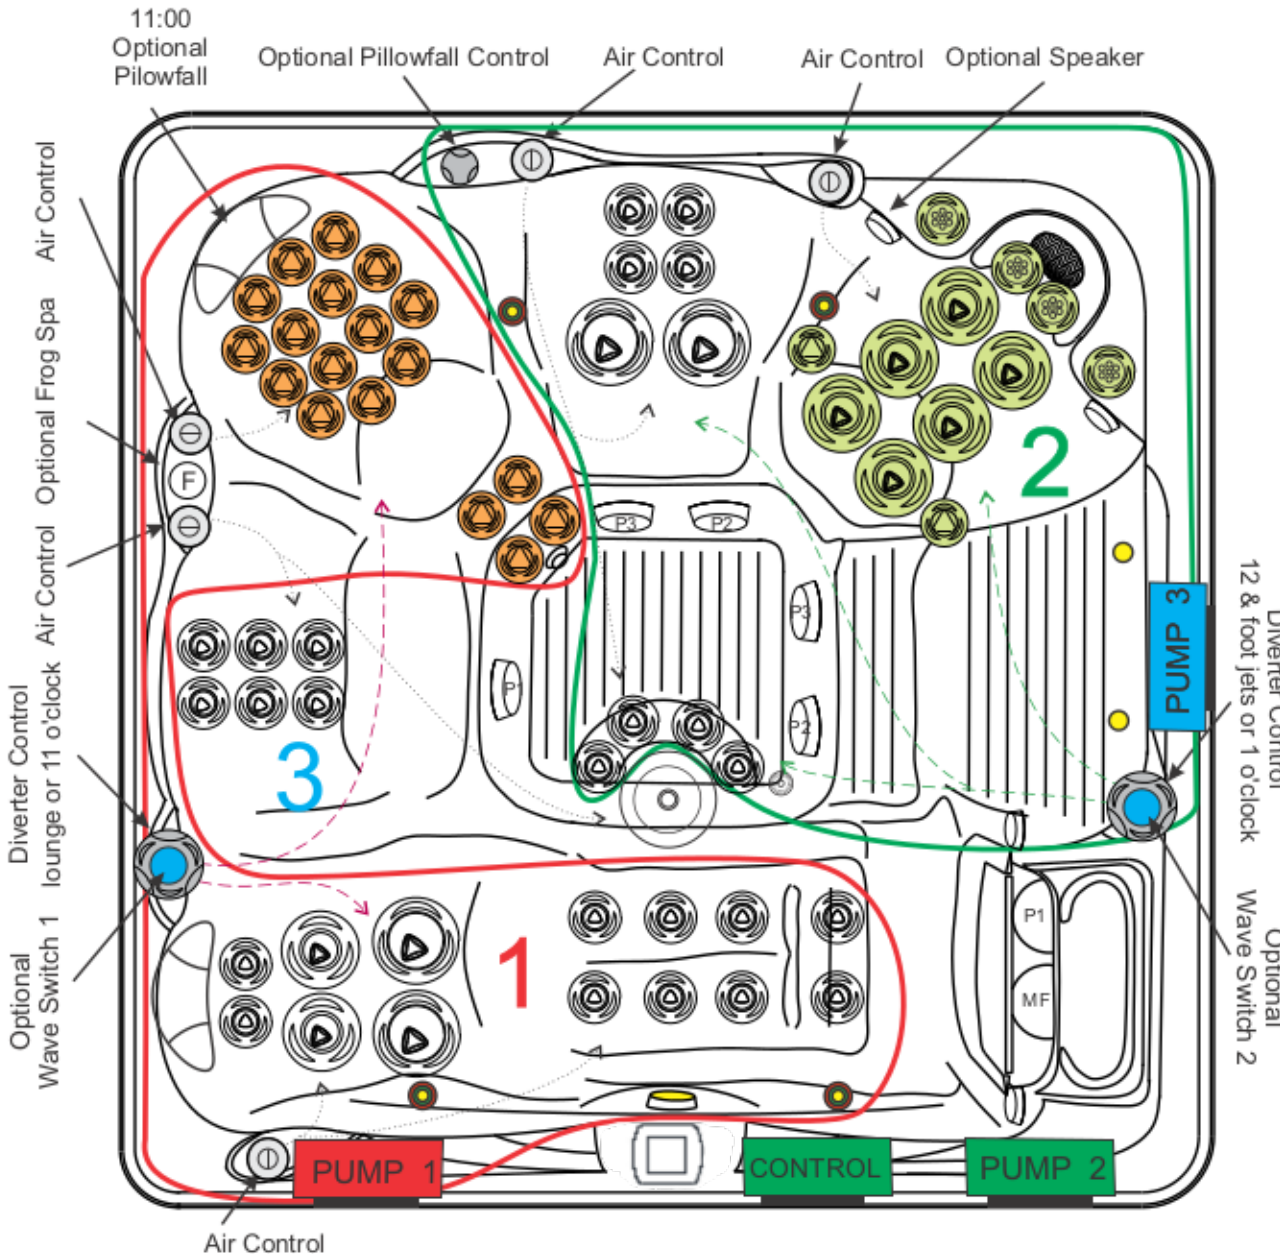 11:00
Optional
Pilowfall
Optional Pillowfall Control
Air Control
Air Control
Optional Speaker
Air Control
Optional Frog Spa
Air Control
Diverter Control
lounge or 11 o'clock
Optional
Wave Switch 1
F
P3
P2
P3
P2
P1
2
3
1
PUMP 3
Diverter Control
12 & foot jets or 1 o'clock
Optional
Wave Switch 2
P1
MF
PUMP 1
CONTROL
PUMP 2
Air Control